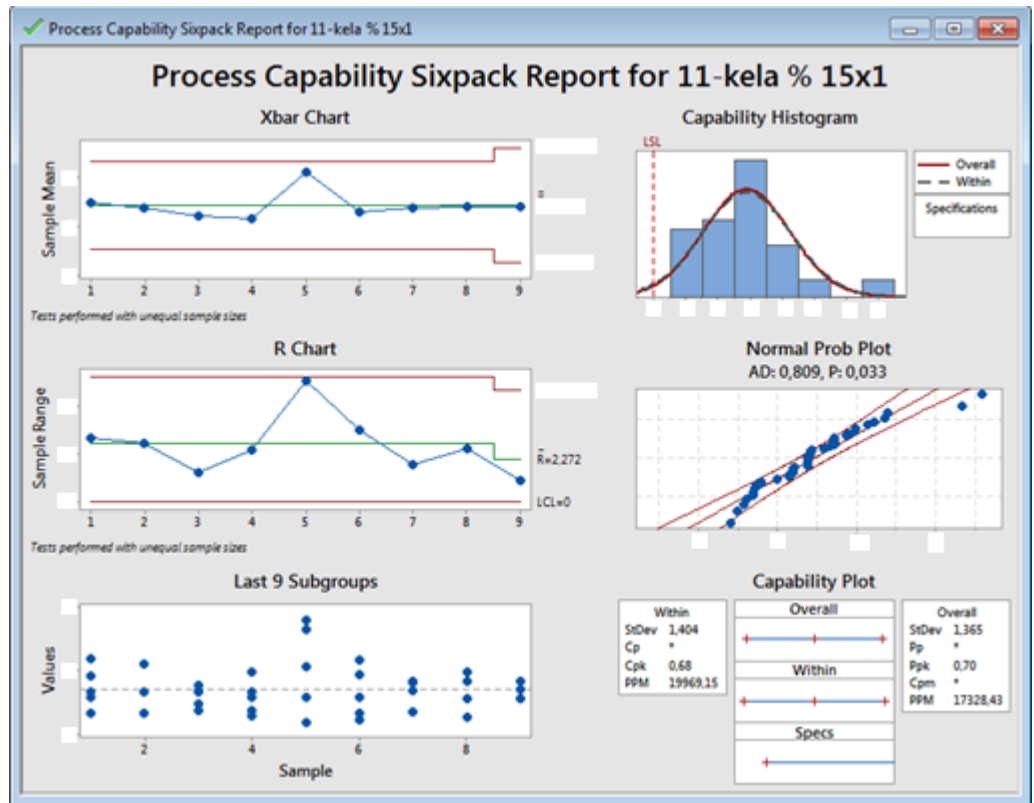 Process Capability Sixpack Report for 11-kela % 15x1
Process Capability Sixpack Report for 11-kela % 15x1
Xbar Chart
Sample Mean
1 2 3 4 5 6 7 8 9
Tests performed with unequal sample sizes
R Chart
Sample Range
R̄=2,272
LCL=0
1 2 3 4 5 6 7 8 9
Tests performed with unequal sample sizes
Last 9 Subgroups
Values
2 4 6 8
Sample
Capability Histogram
LSL
Overall
Within
Specifications
Normal Prob Plot
AD: 0,809, P: 0,033
Capability Plot
Within
StDev 1,404
Cp *
Cpk 0,68
PPM 19969,15
Overall
Within
Specs
Overall
StDev 1,365
Pp *
Ppk 0,70
Cpm *
PPM 17328,43